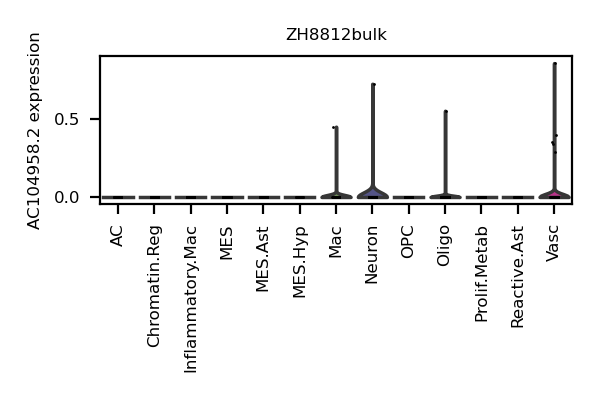 ZH8812bulk
AC104958.2 expression
0.5
0.0
AC
Chromatin.Reg
Inflammatory.Mac
MES
MES.Ast
MES.Hyp
Mac
Neuron
OPC
Oligo
Prolif.Metab
Reactive.Ast
Vasc